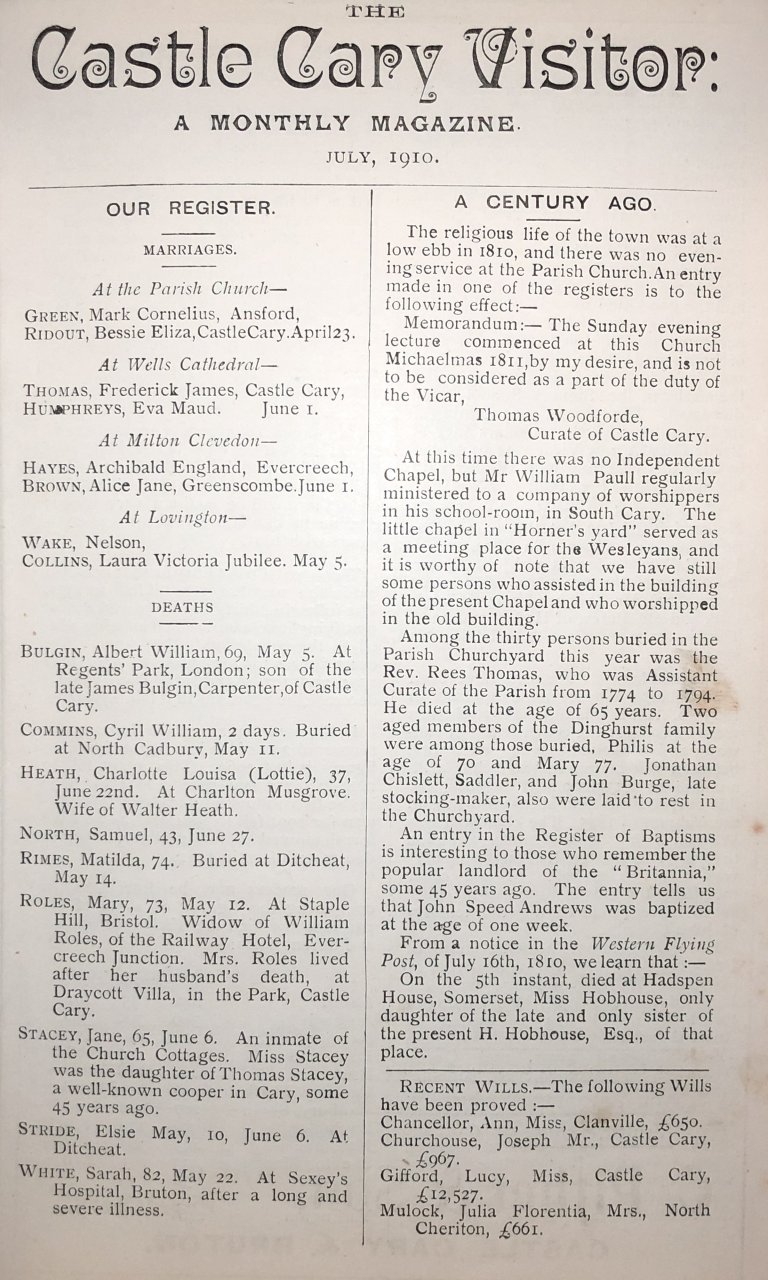 THE
Castle Cary Visitor:
A MONTHLY MAGAZINE.
JULY, 1910.
OUR REGISTER.
MARRIAGES.
At the Parish Church—
GREEN, Mark Cornelius, Ansford,
RIDOUT, Bessie Eliza, CastleCary. April23.
At Wells Cathedral—
THOMAS, Frederick James, Castle Cary,
HUMPHREYS, Eva Maud. June 1.
At Milton Clevedon—
HAYES, Archibald England, Evercreech,
BROWN, Alice Jane, Greenscombe. June 1.
At Lovington—
WAKE, Nelson,
COLLINS, Laura Victoria Jubilee. May 5.
DEATHS
BULGIN, Albert William, 69, May 5. At
Regents' Park, London; son of the
late James Bulgin, Carpenter, of Castle
Cary.
COMMINS, Cyril William, 2 days. Buried
at North Cadbury, May 11.
HEATH, Charlotte Louisa (Lottie), 37,
June 22nd. At Charlton Musgrove.
Wife of Walter Heath.
NORTH, Samuel, 43, June 27.
RIMES, Matilda, 74. Buried at Ditcheat,
May 14.
ROLES, Mary, 73, May 12. At Staple
Hill, Bristol. Widow of William
Roles, of the Railway Hotel, Ever-
creech Junction. Mrs. Roles lived
after her husband's death, at
Draycott Villa, in the Park, Castle
Cary.
STACEY, Jane, 65, June 6. An inmate of
the Church Cottages. Miss Stacey
was the daughter of Thomas Stacey,
a well-known cooper in Cary, some
45 years ago.
STRIDE, Elsie May, 10, June 6. At
Ditcheat.
WHITE, Sarah, 82, May 22. At Sexey's
Hospital, Bruton, after a long and
severe illness.
A CENTURY AGO.
The religious life of the town was at a
low ebb in 1810, and there was no even-
ing service at the Parish Church. An entry
made in one of the registers is to the
following effect:—
Memorandum:— The Sunday evening
lecture commenced at this Church
Michaelmas 1811, by my desire, and is not
to be considered as a part of the duty of
the Vicar,
Thomas Woodforde,
Curate of Castle Cary.
At this time there was no Independent
Chapel, but Mr William Paull regularly
ministered to a company of worshippers
in his school-room, in South Cary. The
little chapel in "Horner's yard" served as
a meeting place for the Wesleyans, and
it is worthy of note that we have still
some persons who assisted in the building
of the present Chapel and who worshipped
in the old building.
Among the thirty persons buried in the
Parish Churchyard this year was the
Rev. Rees Thomas, who was Assistant
Curate of the Parish from 1774 to 1794.
He died at the age of 65 years. Two
aged members of the Dinghurst family
were among those buried, Philis at the
age of 70 and Mary 77. Jonathan
Chislett, Saddler, and John Burge, late
stocking-maker, also were laid to rest in
the Churchyard.
An entry in the Register of Baptisms
is interesting to those who remember the
popular landlord of the "Britannia,"
some 45 years ago. The entry tells us
that John Speed Andrews was baptized
at the age of one week.
From a notice in the Western Flying
Post, of July 16th, 1810, we learn that :—
On the 5th instant, died at Hadspen
House, Somerset, Miss Hobhouse, only
daughter of the late and only sister of
the present H. Hobhouse, Esq., of that
place.
RECENT WILLS.—The following Wills
have been proved :—
Chancellor, Ann, Miss, Clanville, £650.
Churchouse, Joseph Mr., Castle Cary,
£967.
Gifford, Lucy, Miss, Castle Cary,
£12,527.
Mulock, Julia Florentia, Mrs., North
Cheriton, £661.